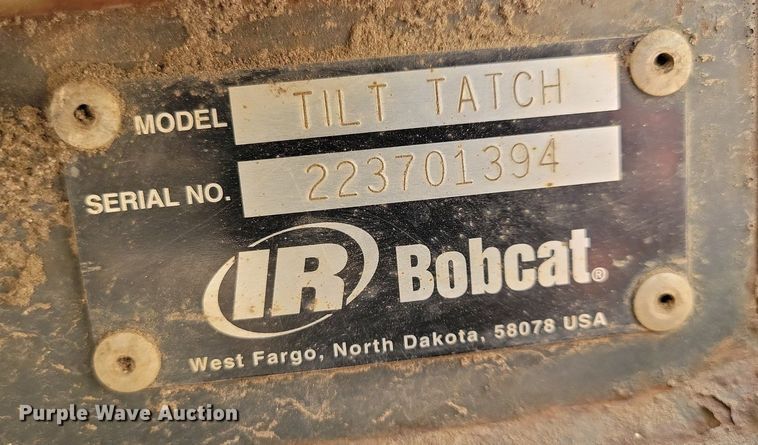 MODEL TILT TATCH
SERIAL NO. 223701394
IR Bobcat®
West Fargo, North Dakota, 58078 USA
Purple Wave Auction